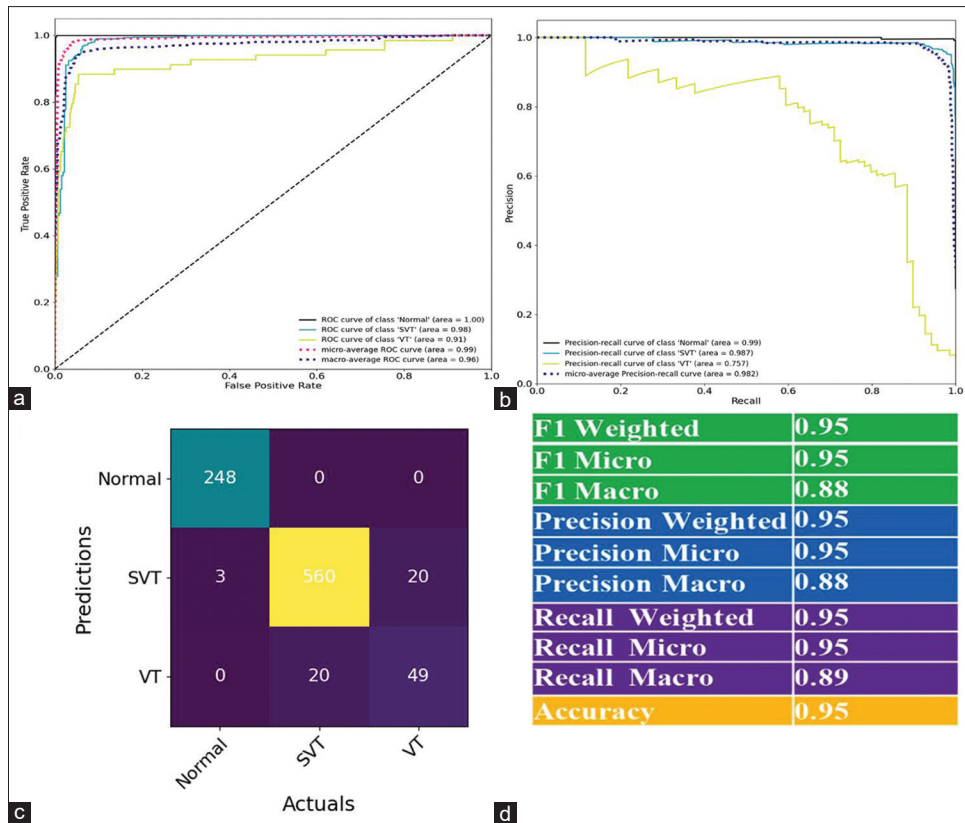 1.0
0.8
0.6
0.4
0.2
0.0
True Positive Rate
ROC curve of class 'Normal' (area = 1.00)
ROC curve of class 'SVT' (area = 0.98)
ROC curve of class 'VT' (area = 0.91)
micro-average ROC curve (area = 0.99)
macro-average ROC curve (area = 0.96)
0.0 0.2 0.4 0.6 0.8 1.0
False Positive Rate
a
1.0
0.8
0.6
0.4
0.2
0.0
Precision
Precision-recall curve of class 'Normal' (area = 0.99)
Precision-recall curve of class 'SVT' (area = 0.987)
Precision-recall curve of class 'VT' (area = 0.757)
micro-average Precision-recall curve (area = 0.982)
0.0 0.2 0.4 0.6 0.8 1.0
Recall
b
Predictions
Normal 248 0 0
SVT 3 560 20
VT 0 20 49
Normal SVT VT
Actuals
c
F1 Weighted 0.95
F1 Micro 0.95
F1 Macro 0.88
Precision Weighted 0.95
Precision Micro 0.95
Precision Macro 0.88
Recall Weighted 0.95
Recall Micro 0.95
Recall Macro 0.89
Accuracy 0.95
d